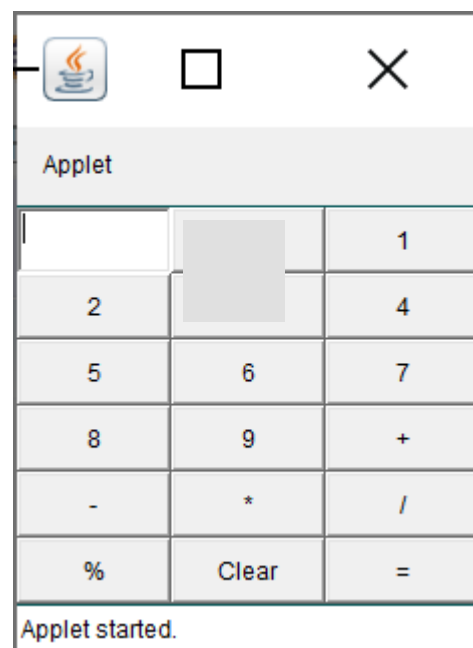 Applet
1
2 4
5 6 7
8 9 +
- * /
% Clear =
Applet started.